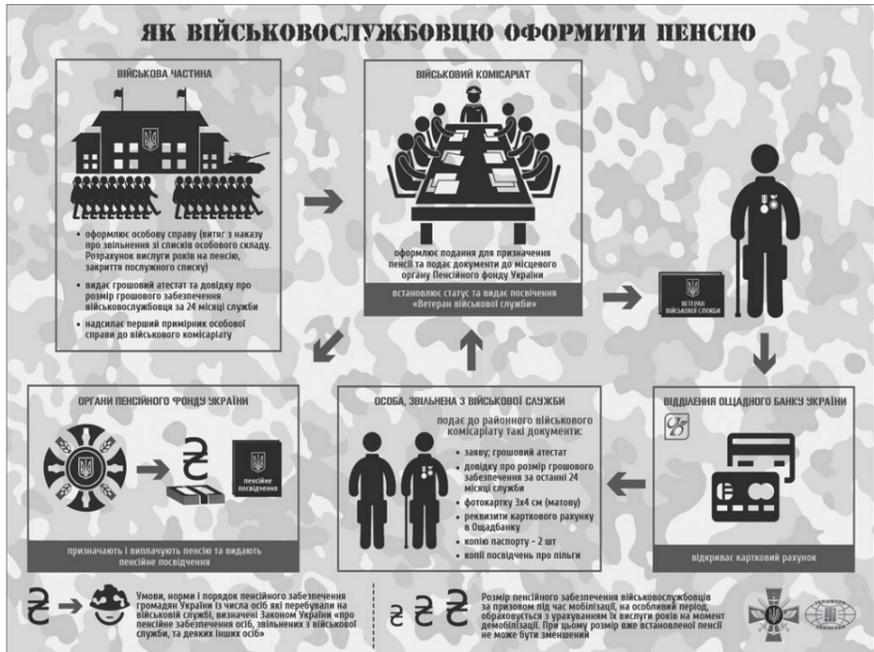 ЯК ВІЙСЬКОВОСЛУЖБОВЦЮ ОФОРМИТИ ПЕНСІЮ
ВІЙСЬКОВА ЧАСТИНА
• оформлює особову справу (витяг з наказу
про звільнення зі списків особового складу.
Розрахунок вислуги років на пенсію,
закриття послужного списку)
• видає грошовий атестат та довідку про
розмір грошового забезпечення
військовослужбовця за 24 місяці служби
• надсилає перший примірник особової
справи до військового комісаріату
ВІЙСЬКОВИЙ КОМІСАРІАТ
оформлює подання для призначення
пенсії та подає документи до місцевого
органу Пенсійного фонду України
встановлює статус та видає посвічення
«Ветеран військової служби»
ВЕТЕРАН
ВІЙСЬКОВОЇ СЛУЖБИ
ОРГАНИ ПЕНСІЙНОГО ФОНДУ УКРАЇНИ
пенсійне
посвідчення
призначають і виплачують пенсію та видають
пенсійне посвідчення
ОСОБА, ЗВІЛЬНЕНА З ВІЙСЬКОВОЇ СЛУЖБИ
подає до районного військового
комісаріату такі документи:
• заяву; грошовий атестат
• довідку про розмір грошового
забезпечення за останні 24
місяці служби
• фотокартку 3х4 см (матову)
• реквизити карткового рахунку
в Ощадбанку
• копію паспорту - 2 шт
• копії посвідчень про пільги
ВІДДІЛЕННЯ ОЩАДНОГО БАНКУ УКРАЇНИ
відкриває картковий рахунок
Умови, норми і порядок пенсійного забезпечення
громадян України із числа осіб які перебували на
військовій службі, визначені Законом України «про
пенсійне забезпечення осіб, звільнених з військової
служби, та деяких інших осіб»
Розмір пенсійного забезпечення військовослужбовців
за призовом під час мобілізації, на особливий період,
обраховується з урахуванням їх вислуги років на момент
демобілізації. При цьому розмір вже встановленої пенсії
не може бути зменшений